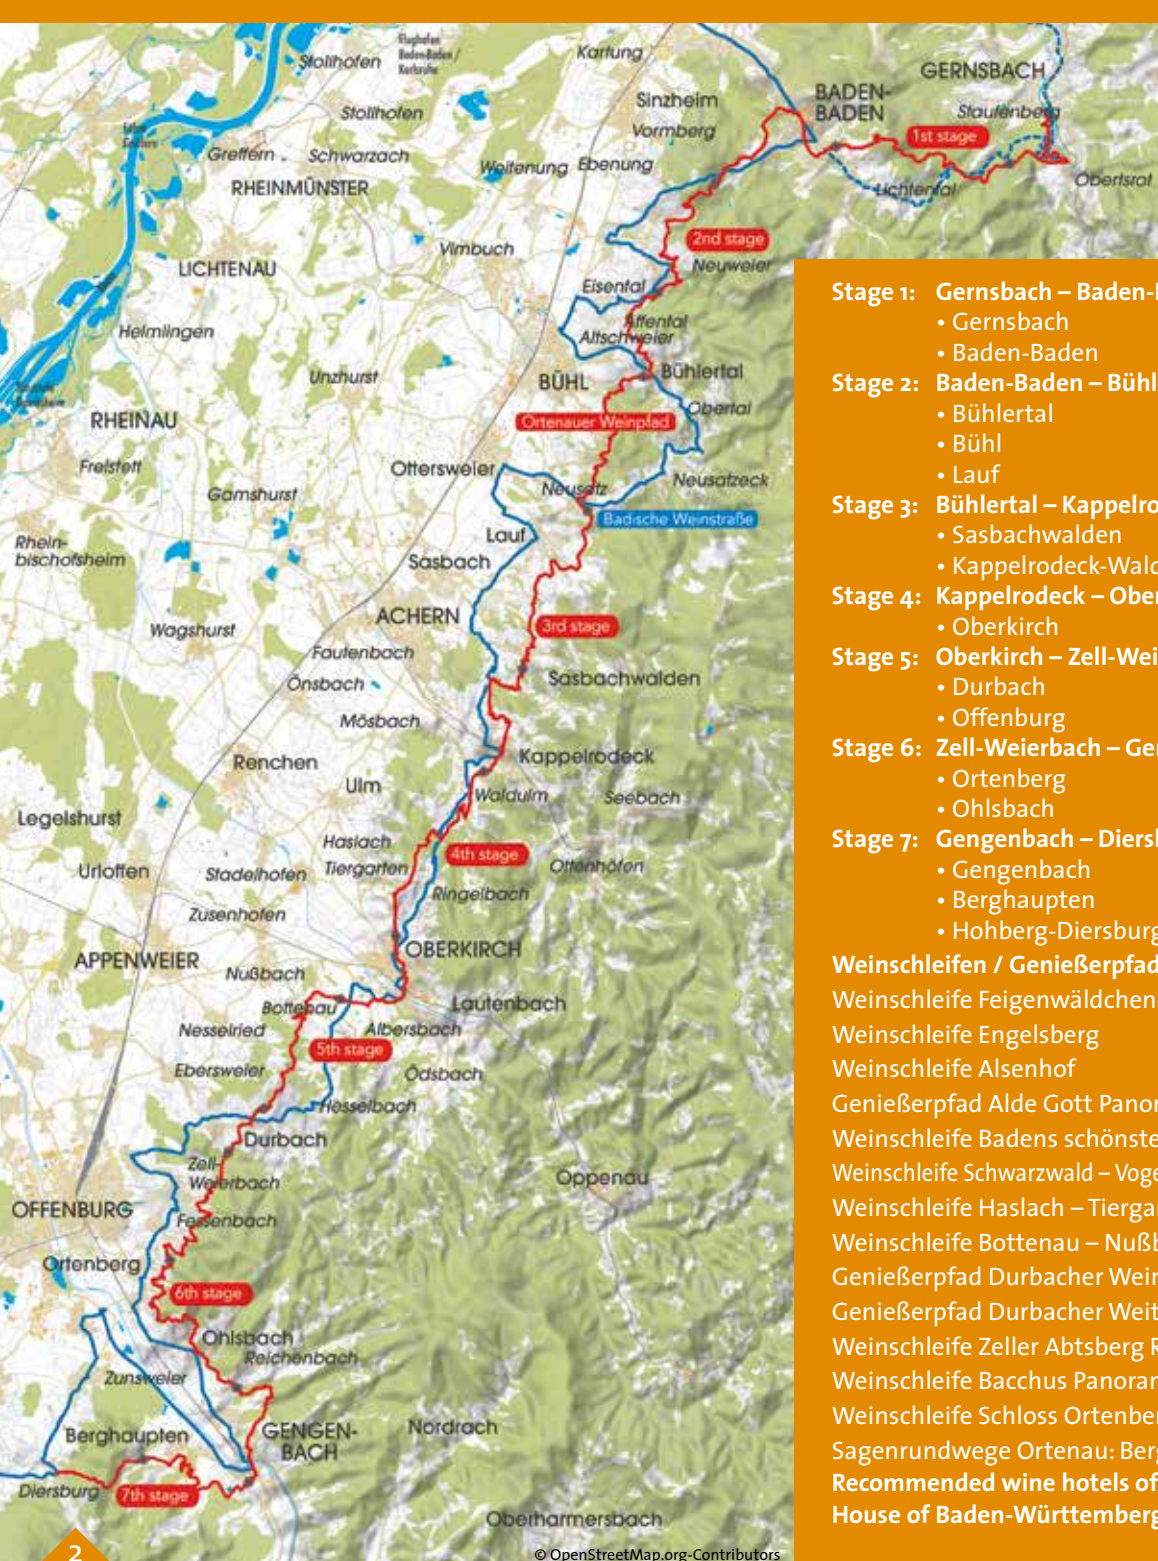 Stollhofen
Flughafen
Baden-Baden /
Karlsruhe
Kartung
GERNSBACH
Stollhofen
Sinzheim
BADEN-
BADEN
Staufenberg
Vormberg
1st stage
Greffern
Schwarzach
Weitenung
Ebenung
Obertsrot
RHEINMÜNSTER
Lichtental
Vimbuch
2nd stage
Neuweier
LICHTENAU
Eisental
Helmlingen
Affental
Altschweier
Unzhurst
BÜHL
Bühlertal
RHEINAU
Ortenauer Weinpfad
Obertal
Freistett
Ottersweier
Gamshurst
Neusatz
Neusatzeck
Badische Weinstraße
Rhein-
bischofsheim
Lauf
Sasbach
ACHERN
3rd stage
Wagshurst
Fautenbach
Önsbach
Sasbachwalden
Mösbach
Renchen
Kappelrodeck
Ulm
Waldulm
Seebach
Legelshurst
Haslach
4th stage
Urloffen
Stadelhofen
Tiergarten
Ottenhöfen
Ringelbach
Zusenhofen
OBERKIRCH
APPENWEIER
Nußbach
Bottenau
Lautenbach
Nesselried
Albersbach
5th stage
Ebersweier
Ödsbach
Hesselbach
Durbach
Zell-
Weierbach
Oppenau
OFFENBURG
Fessenbach
Ortenberg
6th stage
Ohlsbach
Reichenbach
Zunsweier
Berghaupten
GENGEN-
BACH
Nordrach
Diersburg
7th stage
Oberharmersbach
2
© OpenStreetMap.org-Contributors
Stage 1: Gernsbach – Baden-
• Gernsbach
• Baden-Baden
Stage 2: Baden-Baden – Bühl
• Bühlertal
• Bühl
• Lauf
Stage 3: Bühlertal – Kappelro
• Sasbachwalden
• Kappelrodeck-Wald
Stage 4: Kappelrodeck – Ober
• Oberkirch
Stage 5: Oberkirch – Zell-Wei
• Durbach
• Offenburg
Stage 6: Zell-Weierbach – Ge
• Ortenberg
• Ohlsbach
Stage 7: Gengenbach – Diers
• Gengenbach
• Berghaupten
• Hohberg-Diersburg
Weinschleifen / Genießerpfad
Weinschleife Feigenwäldchen
Weinschleife Engelsberg
Weinschleife Alsenhof
Genießerpfad Alde Gott Panor
Weinschleife Badens schönste
Weinschleife Schwarzwald – Voge
Weinschleife Haslach – Tierga
Weinschleife Bottenau – Nußb
Genießerpfad Durbacher Wein
Genießerpfad Durbacher Weit
Weinschleife Zeller Abtsberg R
Weinschleife Bacchus Panoran
Weinschleife Schloss Ortenber
Sagenrundwege Ortenau: Berg
Recommended wine hotels of
House of Baden-Württemberg